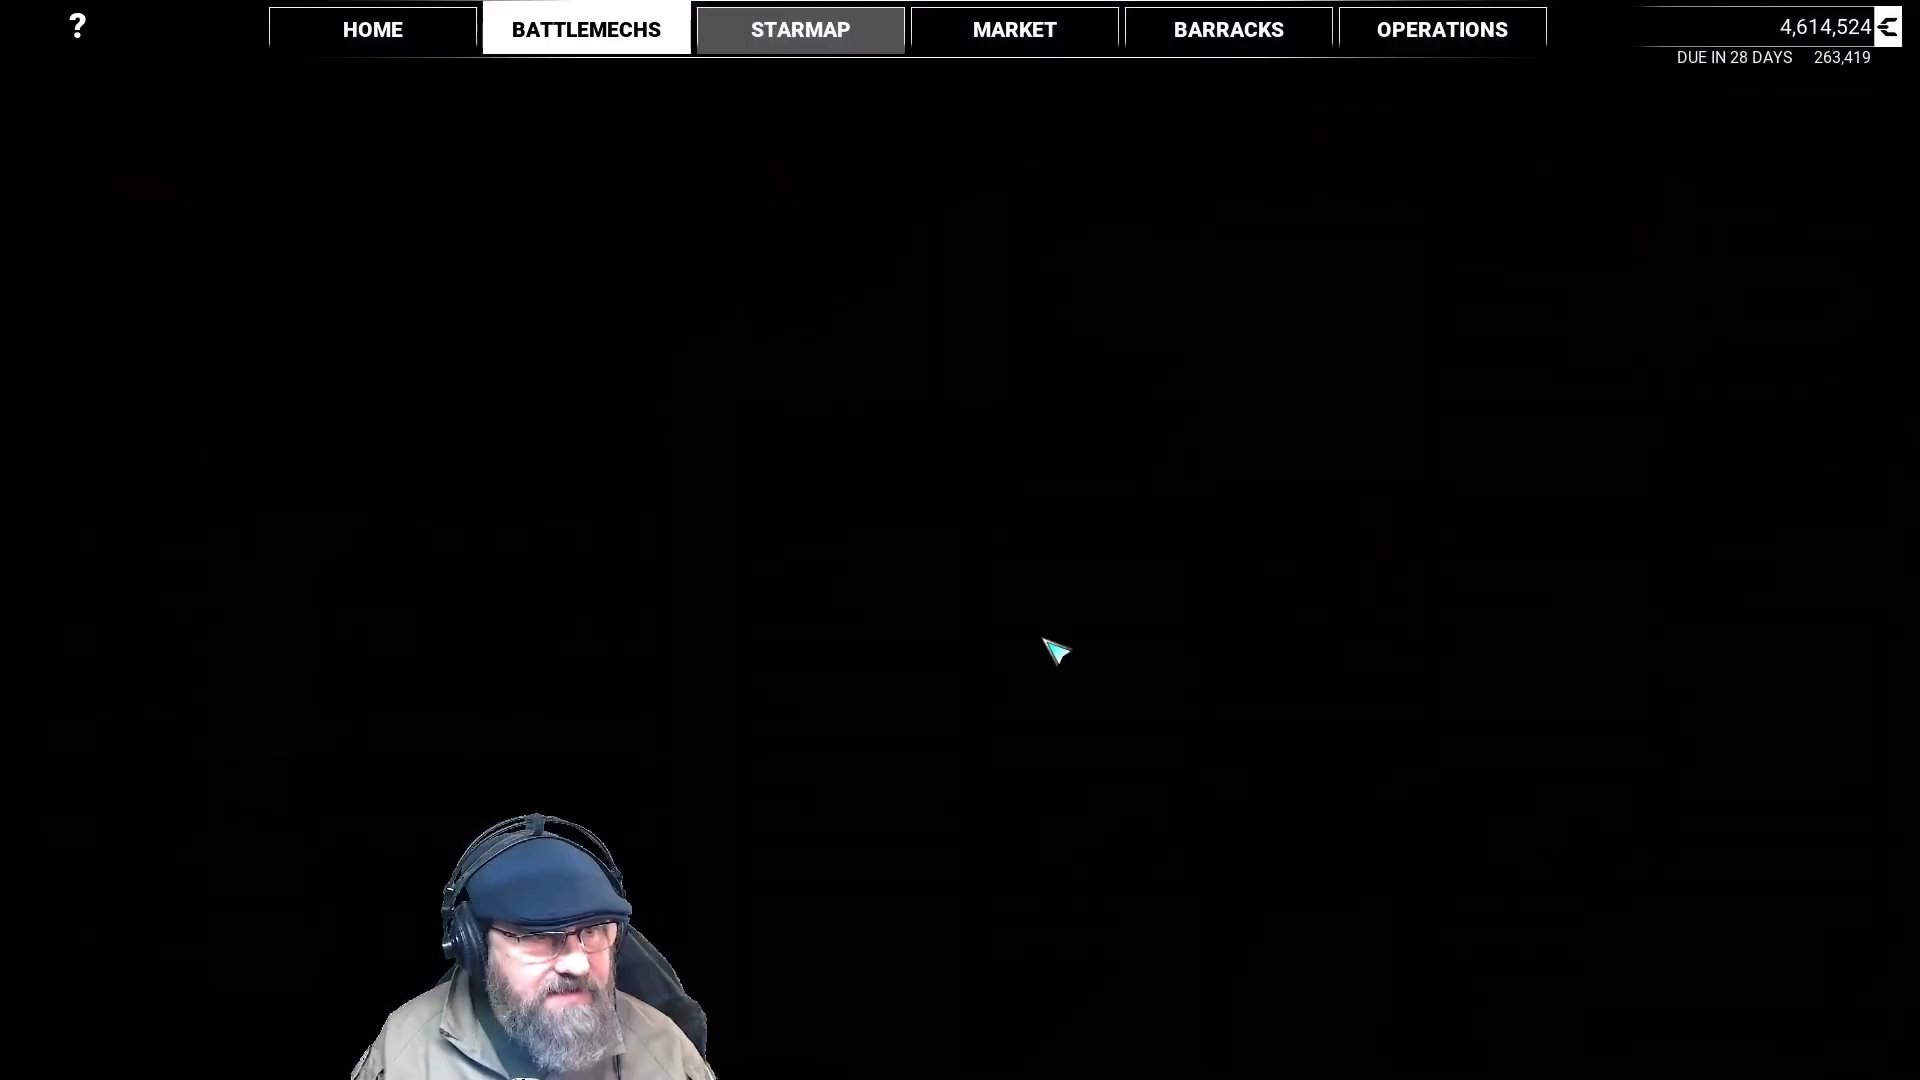 ?
HOME
BATTLEMECHS
STARMAP
MARKET
BARRACKS
OPERATIONS
4,614,524
DUE IN 28 DAYS 263,419